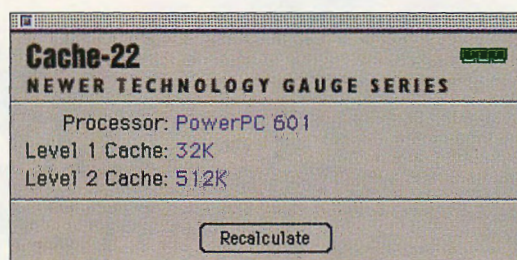 Cache-22
NEWER TECHNOLOGY GAUGE SERIES
Processor: PowerPC 601
Level 1 Cache: 32K
Level 2 Cache: 512K
Recalculate